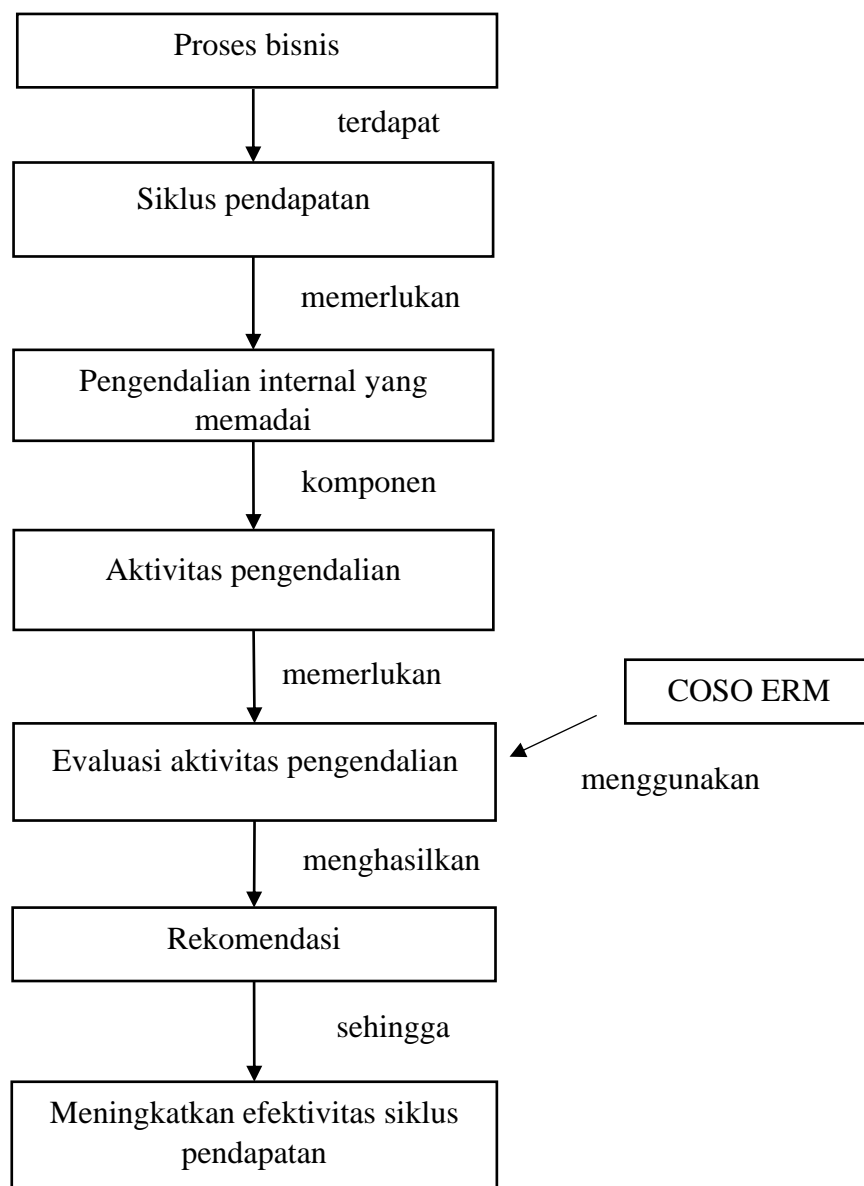 Proses bisnis
terdapat
Siklus pendapatan
memerlukan
Pengendalian internal yang
memadai
komponen
Aktivitas pengendalian
memerlukan
COSO ERM
Evaluasi aktivitas pengendalian
menggunakan
menghasilkan
Rekomendasi
sehingga
Meningkatkan efektivitas siklus
pendapatan